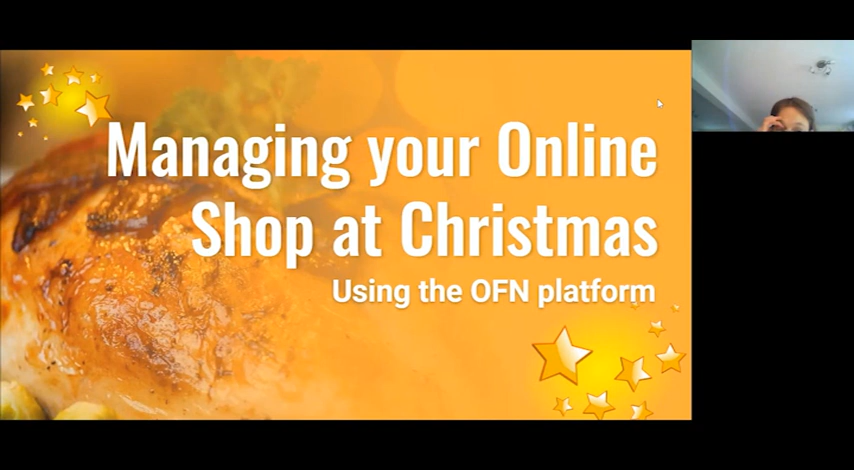 Managing your Online
Shop at Christmas
Using the OFN platform